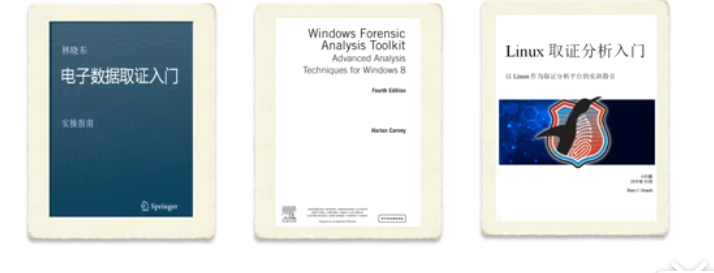 林晓东
电子数据取证入门
实操指南
Springer
Windows Forensic
Analysis Toolkit
Advanced Analysis
Techniques for Windows 8
Fourth Edition
Harlan Carvey
Linux 取证分析入门
以 Linux 作为取证分析平台的实训指引